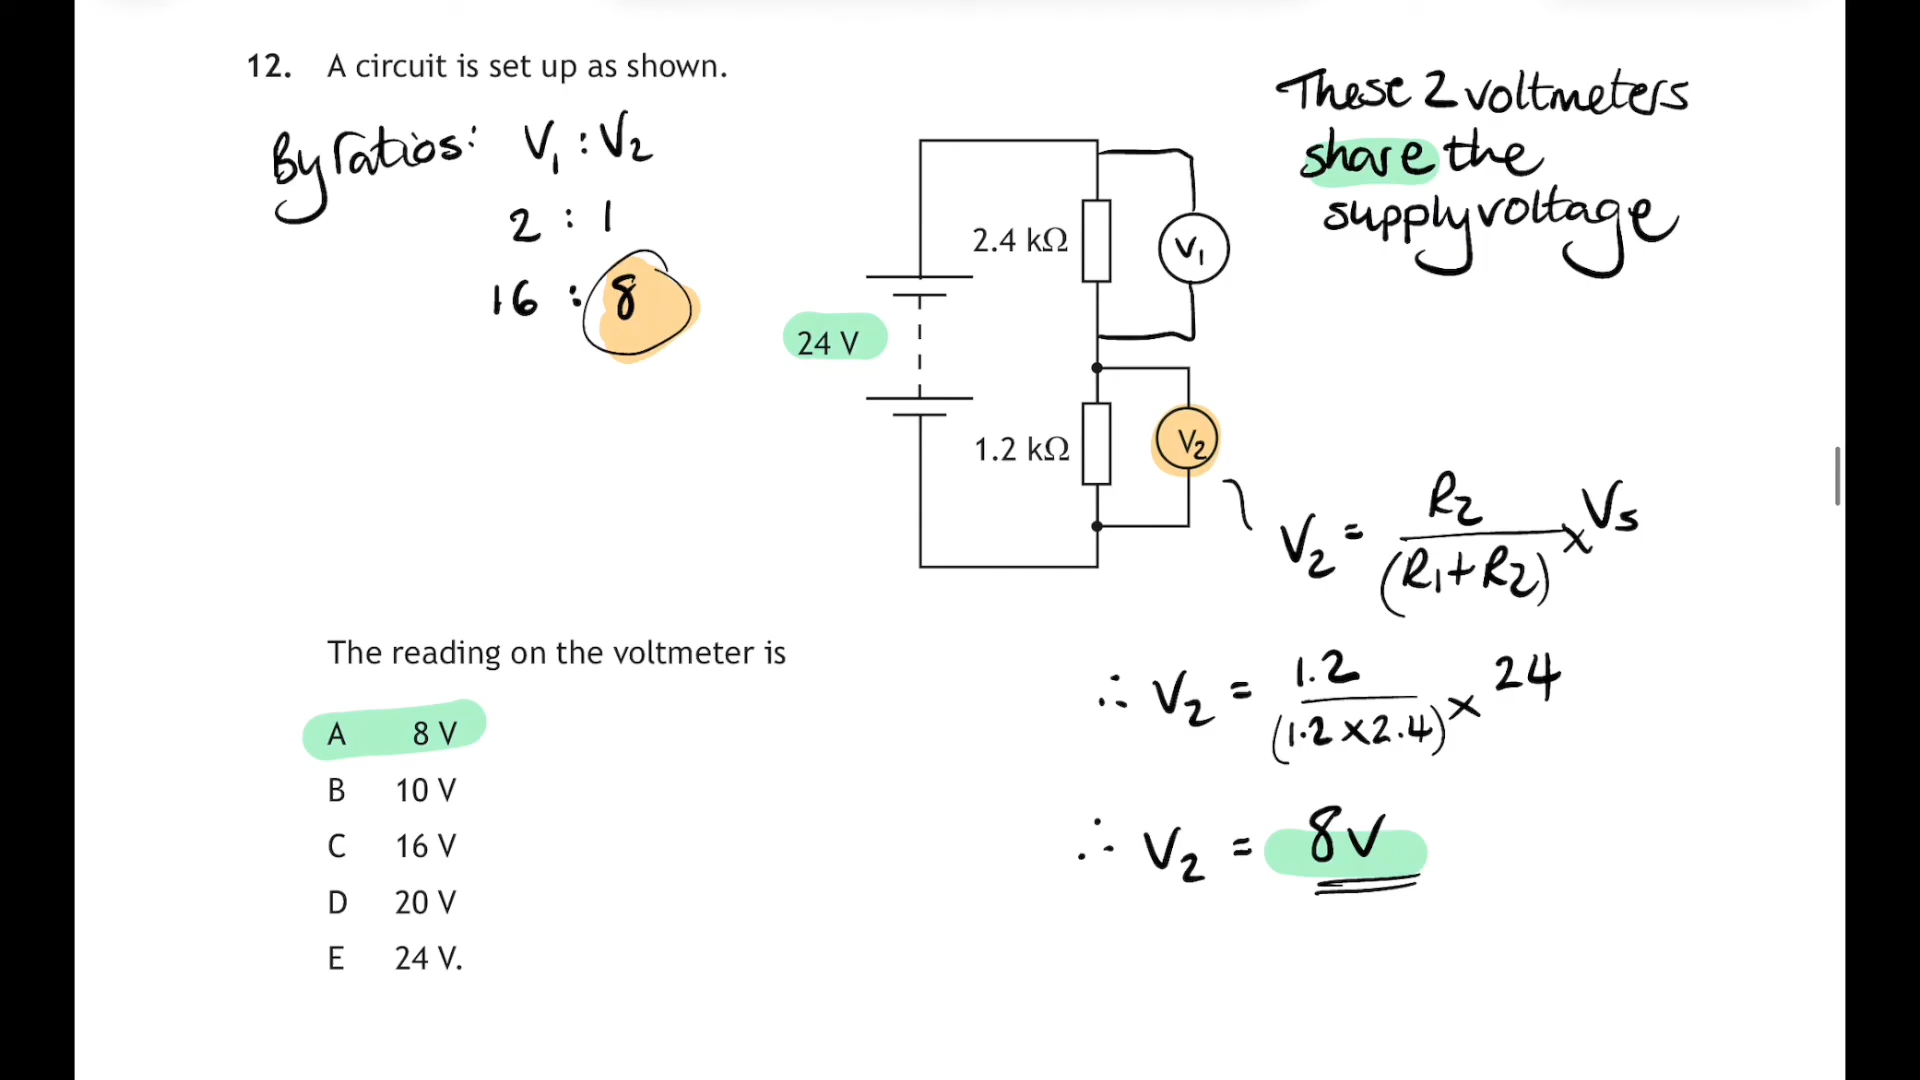 12. A circuit is set up as shown.
By ratios: V₁ : V₂
2 : 1
16 : 8
These 2 voltmeters
share the
supply voltage
2.4 kΩ
V₁
24 V
1.2 kΩ
V₂
V₂ = R₂ / (R₁+R₂) × Vs
The reading on the voltmeter is
A 8 V
B 10 V
C 16 V
D 20 V
E 24 V.
∴ V₂ = 1.2 / (1.2×2.4) × 24
∴ V₂ = 8V